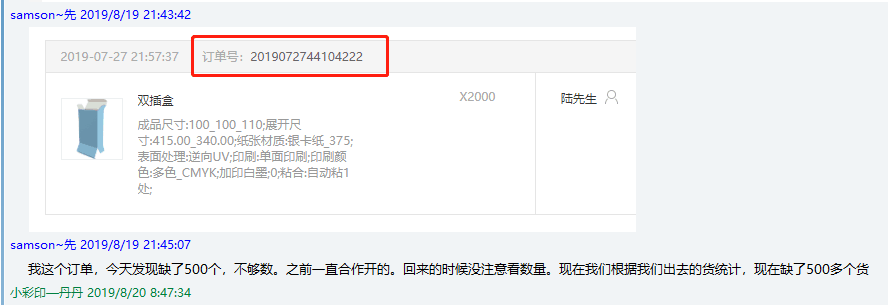 samson~先 2019/8/19 21:43:42
2019-07-27 21:57:37 订单号：2019072744104222
双插盒 X2000 陆先生
成品尺寸:100_100_110;展开尺
寸:415.00_340.00;纸张材质:银卡纸_375;
表面处理:逆向UV;印刷:单面印刷;印刷颜
色:多色_CMYK;加印白墨:0;粘合:自动粘1
处;
samson~先 2019/8/19 21:45:07
我这个订单，今天发现缺了500个，不够数。之前一直合作开的。回来的时候没注意看数量。现在我们根据我们出去的货统计，现在缺了500多个货
小彩印—丹丹 2019/8/20 8:47:34